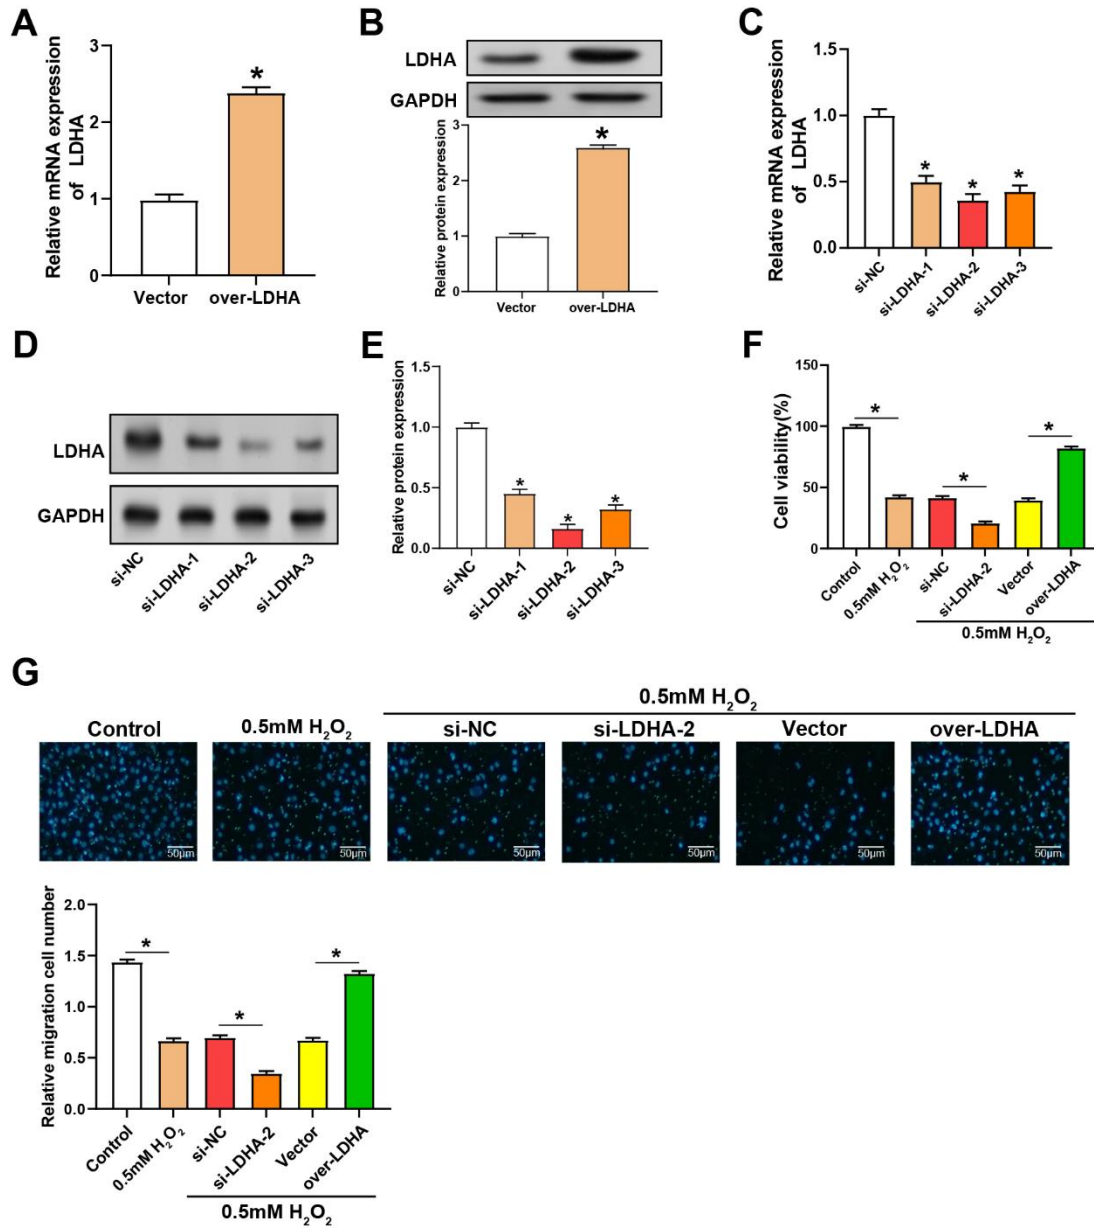 A
Relative mRNA expression
of LDHA
3
2
1
0
*
Vector
over-LDHA
B
LDHA
GAPDH
Relative protein expression
3
2
1
0
*
Vector
over-LDHA
C
Relative mRNA expression
of LDHA
1.5
1.0
0.5
0.0
* * *
si-NC
si-LDHA-1
si-LDHA-2
si-LDHA-3
D
LDHA
GAPDH
si-NC
si-LDHA-1
si-LDHA-2
si-LDHA-3
E
Relative protein expression
1.5
1.0
0.5
0.0
* * *
si-NC
si-LDHA-1
si-LDHA-2
si-LDHA-3
F
Cell viability(%)
150
100
50
0
* * *
Control
0.5mM H₂O₂
si-NC
si-LDHA-2
Vector
over-LDHA
0.5mM H₂O₂
G
0.5mM H₂O₂
Control
0.5mM H₂O₂
si-NC
si-LDHA-2
Vector
over-LDHA
50μm
50μm
50μm
50μm
50μm
50μm
Relative migration cell number
2.0
1.5
1.0
0.5
0.0
* * *
Control
0.5mM H₂O₂
si-NC
si-LDHA-2
Vector
over-LDHA
0.5mM H₂O₂